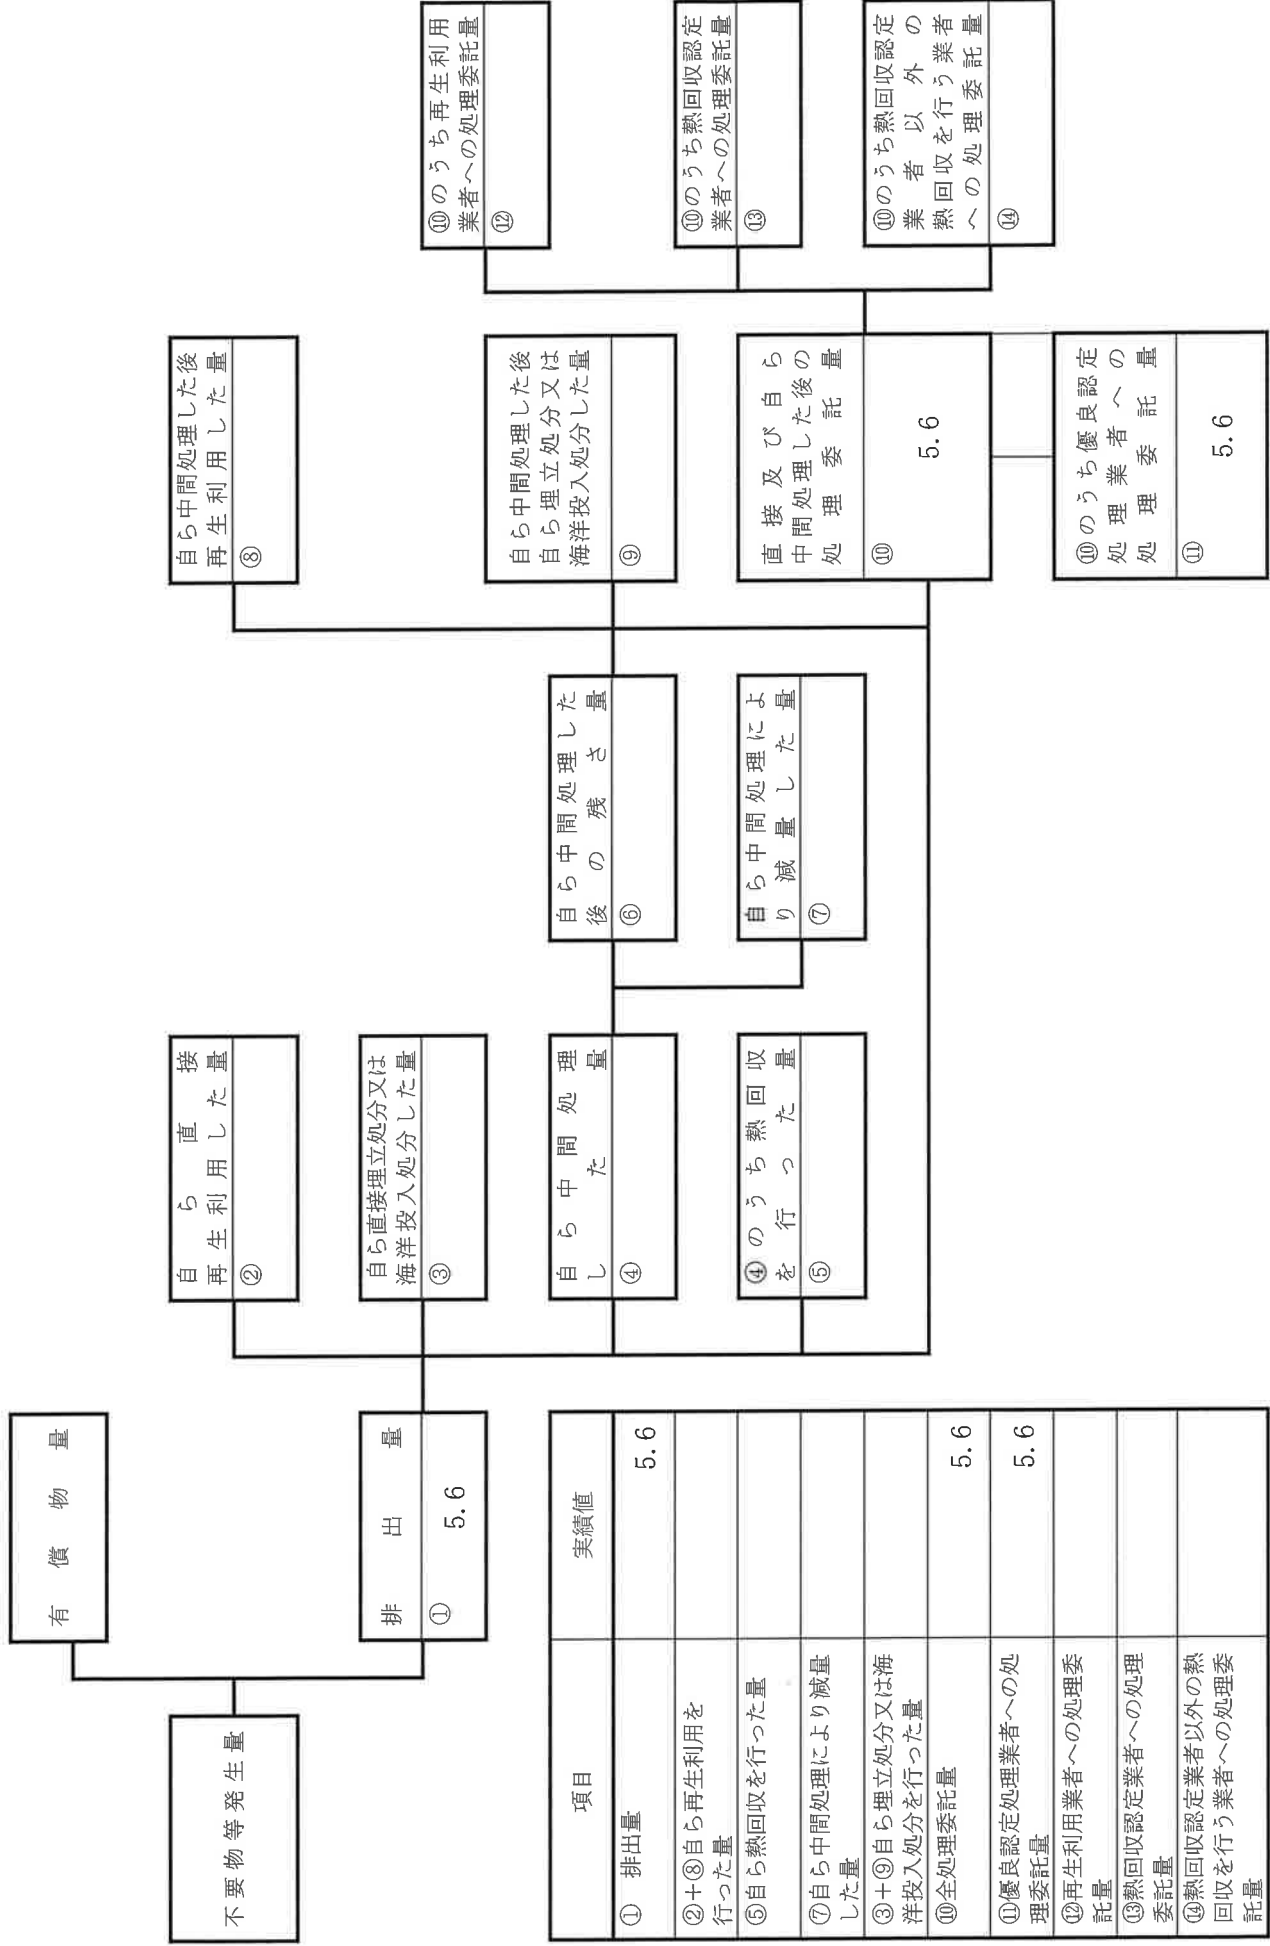 不要物等発生量
有償物量
排出量
①
5.6
自ら直接
再生利用した量
②
自ら直接埋立処分又は
海洋投入処分した量
③
自ら中間処理
した量
④
④のうち熱回収
を行った量
⑤
自ら中間処理した
後の残さ量
⑥
自ら中間処理によ
り減量した量
⑦
自ら中間処理した後
再生利用した量
⑧
自ら中間処理した後
自ら埋立処分又は
海洋投入処分した量
⑨
直接及び自ら
中間処理した後の
処理委託量
⑩
5.6
⑩のうち優良認定
処理業者への
処理委託量
⑪
5.6
⑩のうち再生利用
業者への処理委託量
⑫
⑩のうち熱回収認定
業者への処理委託量
⑬
⑩のうち熱回収認定
業者以外の
熱回収を行う業者
への処理委託量
⑭
項目 実績値
① 排出量 5.6
②+⑧自ら再生利用を
行った量
⑤自ら熱回収を行った量
⑦自ら中間処理により減量
した量
③+⑨自ら埋立処分又は海
洋投入処分を行った量
⑩全処理委託量 5.6
⑪優良認定処理業者への処
理委託量 5.6
⑫再生利用業者への処理委
託量
⑬熱回収認定業者への処理
委託量
⑭熱回収認定業者以外の熱
回収を行う業者への処理委
託量